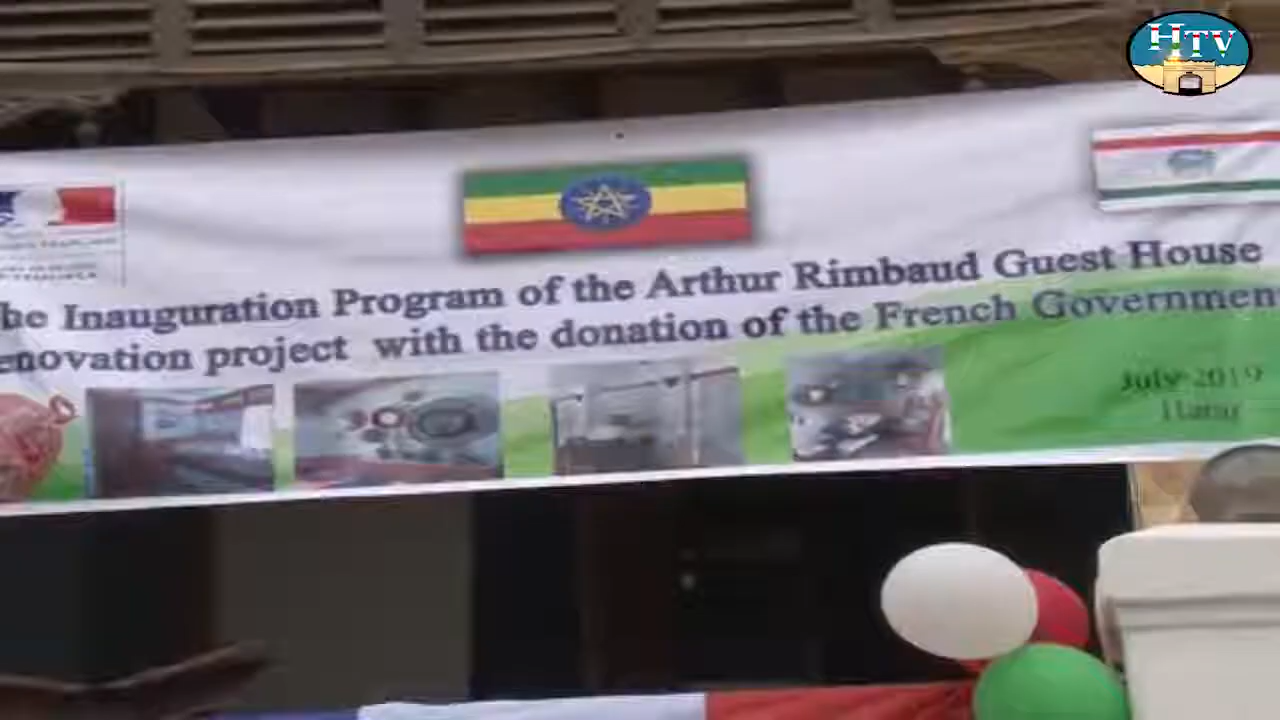 HTV
he Inauguration Program of the Arthur Rimbaud Guest House
enovation project with the donation of the French Governmen
July 2019
Harar